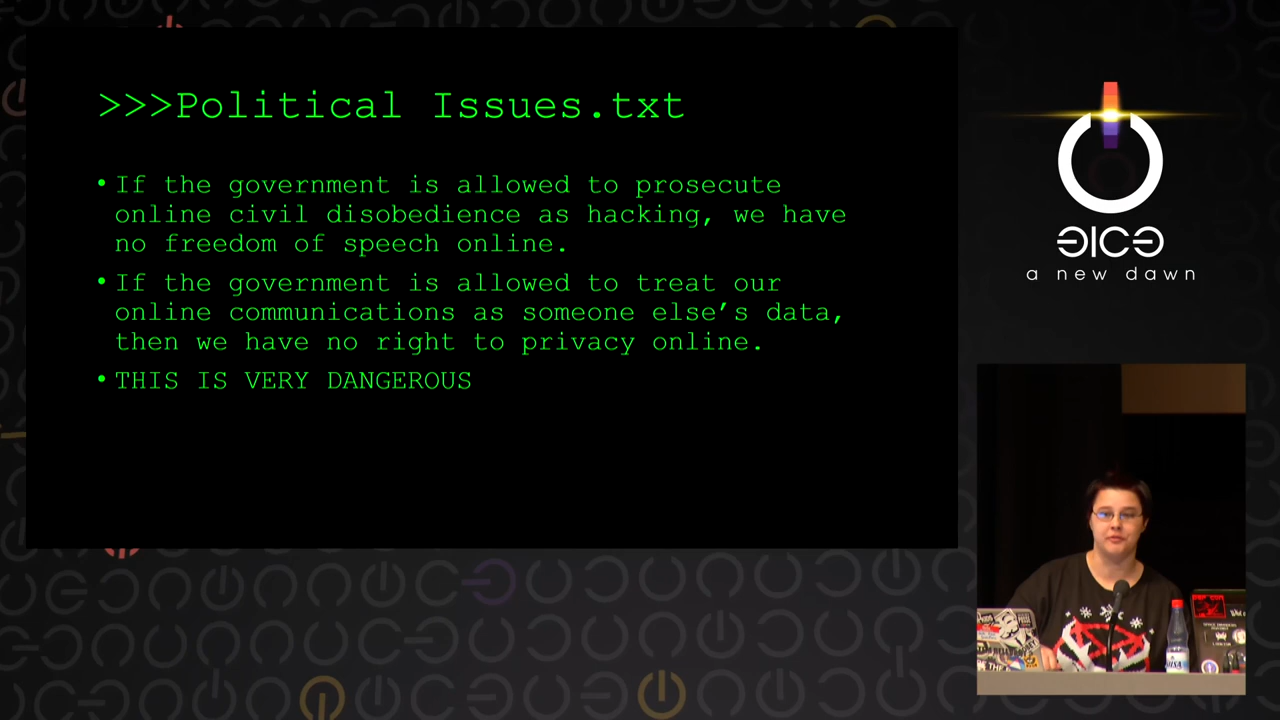 >>>Political Issues.txt
• If the government is allowed to prosecute
online civil disobedience as hacking, we have
no freedom of speech online.
• If the government is allowed to treat our
online communications as someone else’s data,
then we have no right to privacy online.
• THIS IS VERY DANGEROUS
a new dawn